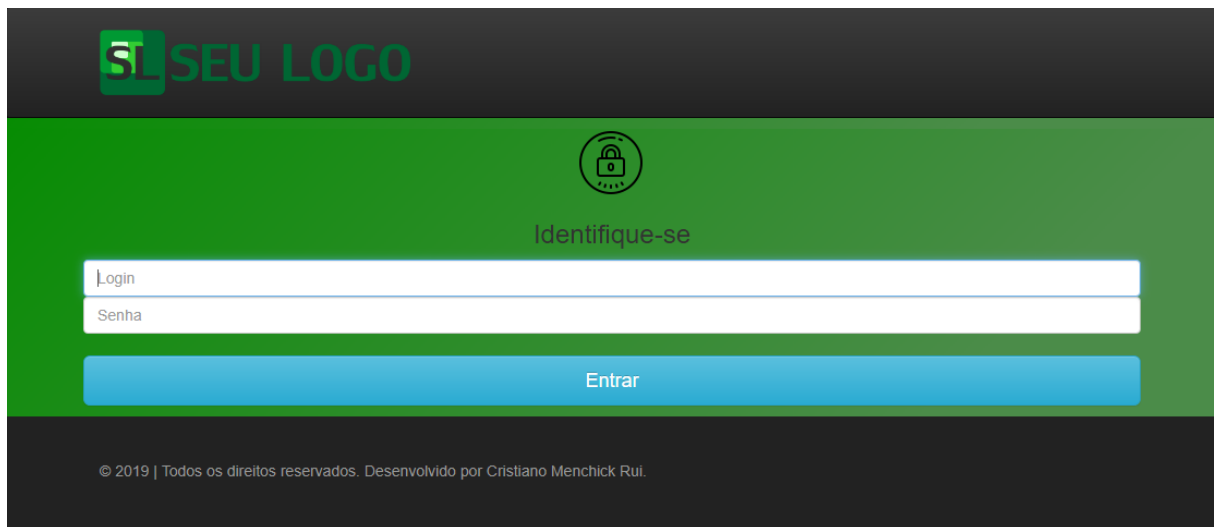 SL SEU LOGO
Identifique-se
Login
Senha
Entrar
© 2019 | Todos os direitos reservados. Desenvolvido por Cristiano Menchick Rui.